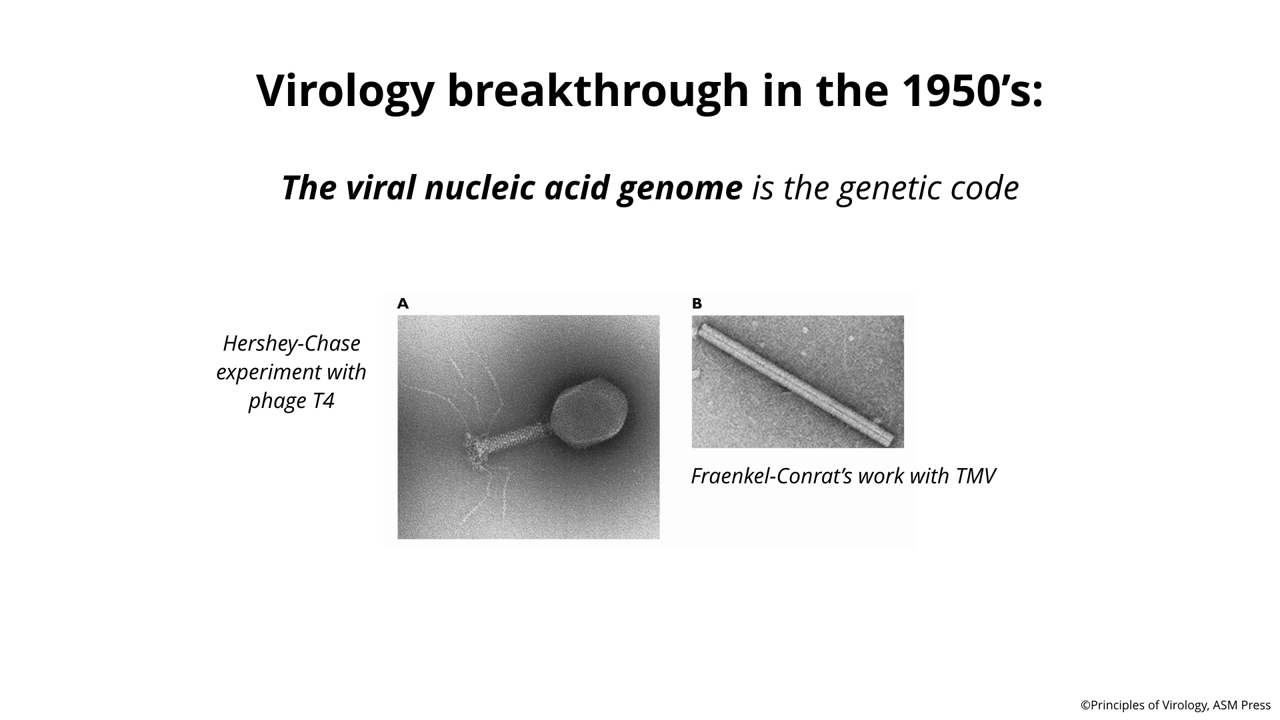 Virology breakthrough in the 1950’s:
The viral nucleic acid genome is the genetic code
A
B
Hershey-Chase
experiment with
phage T4
Fraenkel-Conrat’s work with TMV
©Principles of Virology, ASM Press